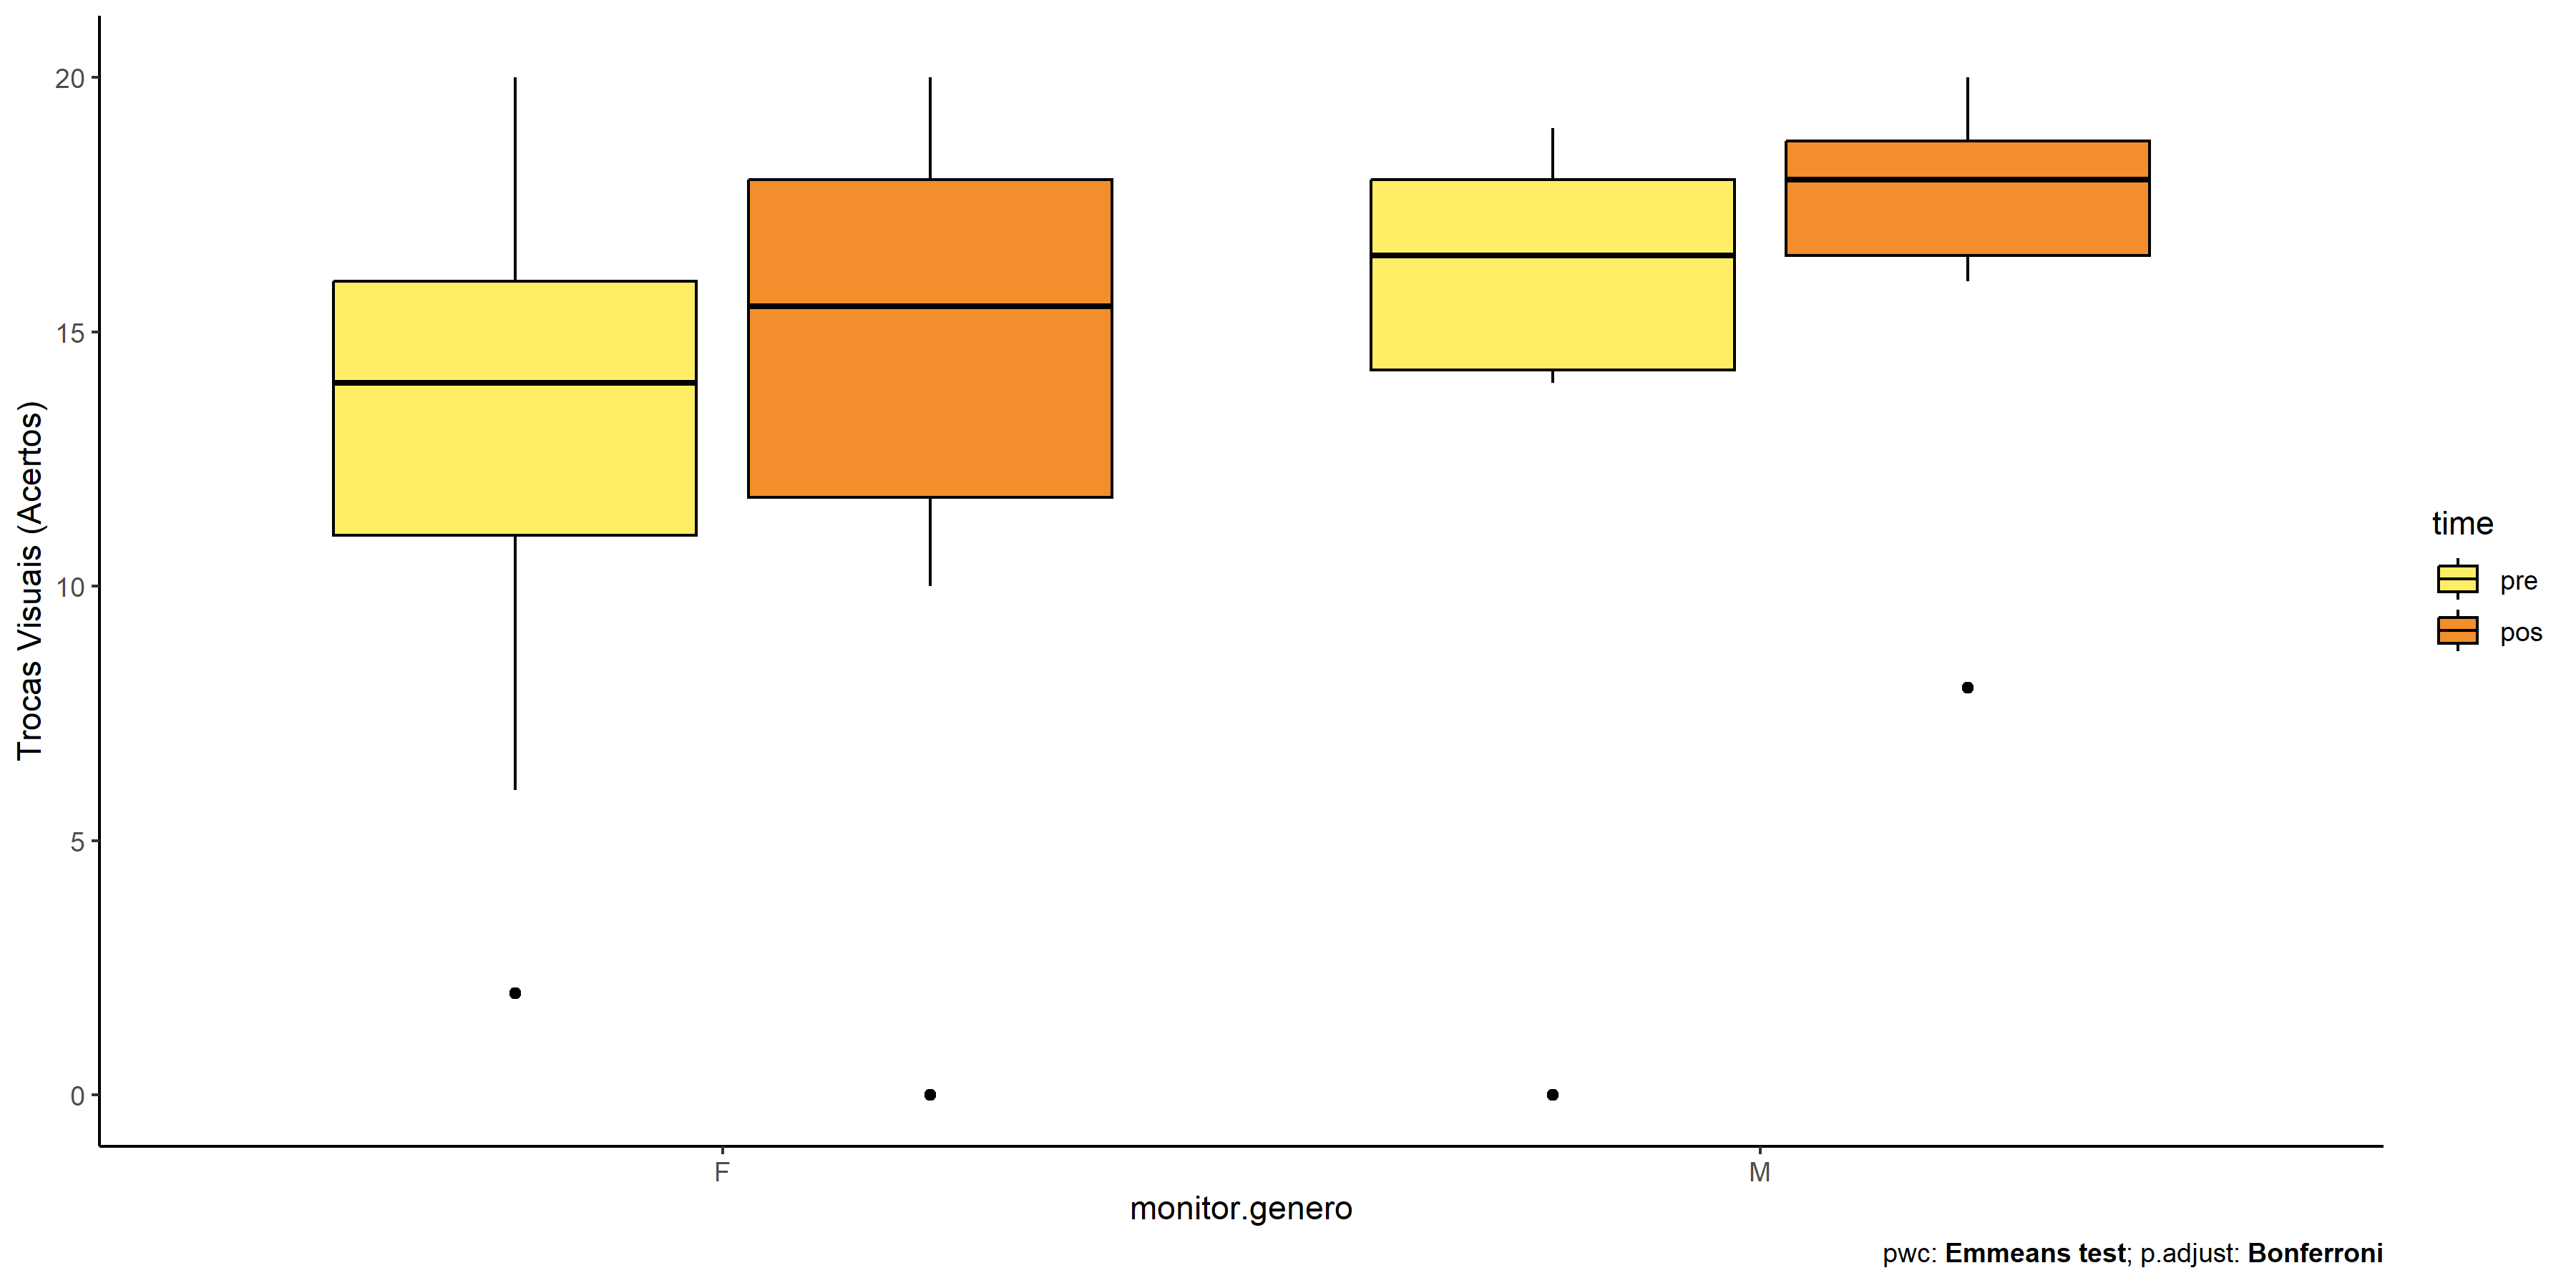 Trocas Visuais (Acertos)
20
15
10
5
0
F
M
monitor.genero
time
pre
pos
pwc: Emmeans test; p.adjust: Bonferroni